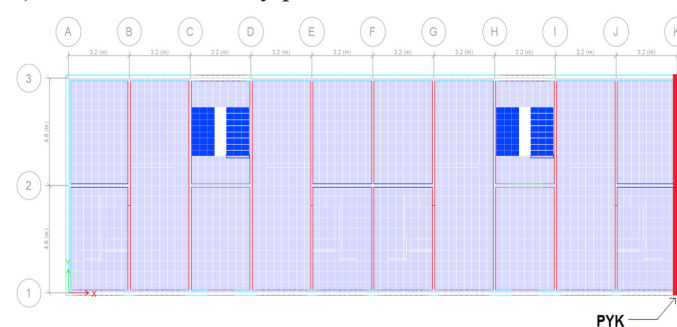 A B C D E F G H I J K
3.2 (m) 3.2 (m) 3.2 (m) 3.2 (m) 3.2 (m) 3.2 (m) 3.2 (m) 3.2 (m) 3.2 (m) 3.2 (m)
3
4.8 (m)
2
4.8 (m)
Y
X
1
PYK